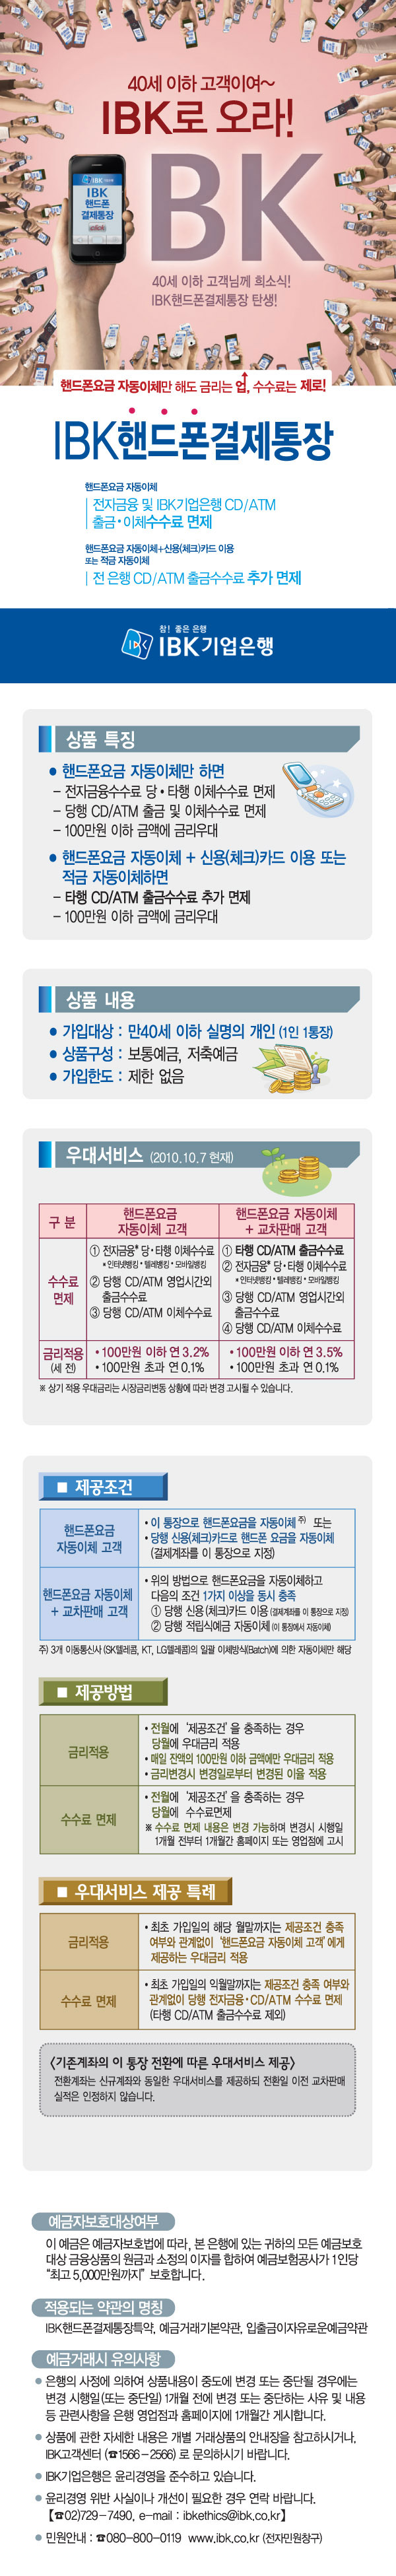 40세 이하 고객이여~
IBK로 오라!
IBK
IBK
핸드폰
결제통장
BK
40세 이하 고객님께 희소식!
IBK핸드폰결제통장 탄생!
핸드폰요금 자동이체만 해도 금리는 업, 수수료는 제로!
IBK핸드폰결제통장
핸드폰요금 자동이체
전자금융 및 IBK기업은행 CD/ATM
출금•이체수수료 면제
핸드폰요금 자동이체+신용(체크)카드 이용
또는 적금 자동이체
전 은행 CD/ATM 출금수수료 추가 면제
참! 좋은 은행
IBK기업은행
상품 특징
● 핸드폰요금 자동이체만 하면
- 전자금융수수료 당•타행 이체수수료 면제
- 당행 CD/ATM 출금 및 이체수수료 면제
- 100만원 이하 금액에 금리우대
● 핸드폰요금 자동이체 + 신용(체크)카드 이용 또는
적금 자동이체하면
- 타행 CD/ATM 출금수수료 추가 면제
- 100만원 이하 금액에 금리우대
상품 내용
● 가입대상 : 만40세 이하 실명의 개인 (1인 1통장)
● 상품구성 : 보통예금, 저축예금
● 가입한도 : 제한 없음
우대서비스 (2010.10.7 현재)
구 분
핸드폰요금
자동이체 고객
핸드폰요금 자동이체
+ 교차판매 고객
수수료
면제
① 전자금융* 당•타행 이체수수료
* 인터넷뱅킹•텔레뱅킹•모바일뱅킹
② 당행 CD/ATM 영업시간외
출금수수료
③ 당행 CD/ATM 이체수수료
① 타행 CD/ATM 출금수수료
② 전자금융* 당•타행 이체수수료
* 인터넷뱅킹•텔레뱅킹•모바일뱅킹
③ 당행 CD/ATM 영업시간외
출금수수료
④ 당행 CD/ATM 이체수수료
금리적용
(세 전)
•100만원 이하 연 3.2%
•100만원 초과 연 0.1%
•100만원 이하 연 3.5%
•100만원 초과 연 0.1%
※ 상기 적용 우대금리는 시장금리변동 상황에 따라 변경 고시될 수 있습니다.
■ 제공조건
핸드폰요금
자동이체 고객
• 이 통장으로 핸드폰요금을 자동이체 주) 또는
• 당행 신용(체크)카드로 핸드폰 요금을 자동이체
(결제계좌를 이 통장으로 지정)
핸드폰요금 자동이체
+ 교차판매 고객
• 위의 방법으로 핸드폰요금을 자동이체하고
다음의 조건 1가지 이상을 동시 충족
① 당행 신용(체크)카드 이용 (결제계좌를 이 통장으로 지정)
② 당행 적립식예금 자동이체 (이 통장에서 자동이체)
주) 3개 이동통신사 (SK텔레콤, KT, LG텔레콤)의 일괄 이체방식(Batch)에 의한 자동이체만 해당
■ 제공방법
금리적용
• 전월에 ‘제공조건’을 충족하는 경우
당월에 우대금리 적용
• 매일 잔액의 100만원 이하 금액에만 우대금리 적용
• 금리변경시 변경일로부터 변경된 이율 적용
수수료 면제
• 전월에 ‘제공조건’을 충족하는 경우
당월에 수수료면제
※ 수수료 면제 내용은 변경 가능하며 변경시 시행일
1개월 전부터 1개월간 홈페이지 또는 영업점에 고시
■ 우대서비스 제공 특례
금리적용
• 최초 가입일의 해당 월말까지는 제공조건 충족
여부와 관계없이 ‘핸드폰요금 자동이체 고객’에게
제공하는 우대금리 적용
수수료 면제
• 최초 가입일의 익월말까지는 제공조건 충족 여부와
관계없이 당행 전자금융•CD/ATM 수수료 면제
(타행 CD/ATM 출금수수료 제외)
〈기존계좌의 이 통장 전환에 따른 우대서비스 제공〉
전환계좌는 신규계좌와 동일한 우대서비스를 제공하되 전환일 이전 교차판매
실적은 인정하지 않습니다.
예금자보호대상여부
이 예금은 예금자보호법에 따라, 본 은행에 있는 귀하의 모든 예금보호
대상 금융상품의 원금과 소정의 이자를 합하여 예금보험공사가 1인당
“최고 5,000만원까지” 보호합니다.
적용되는 약관의 명칭
IBK핸드폰결제통장특약, 예금거래기본약관, 입출금이자유로운예금약관
예금거래시 유의사항
● 은행의 사정에 의하여 상품내용이 중도에 변경 또는 중단될 경우에는
변경 시행일(또는 중단일) 1개월 전에 변경 또는 중단하는 사유 및 내용
등 관련사항을 은행 영업점과 홈페이지에 1개월간 게시합니다.
● 상품에 관한 자세한 내용은 개별 거래상품의 안내장을 참고하시거나,
IBK고객센터 (☎1566-2566) 로 문의하시기 바랍니다.
● IBK기업은행은 윤리경영을 준수하고 있습니다.
● 윤리경영 위반 사실이나 개선이 필요한 경우 연락 바랍니다.
【☎02)729-7490, e-mail : ibkethics@ibk.co.kr】
● 민원안내 : ☎080-800-0119 www.ibk.co.kr (전자민원창구)